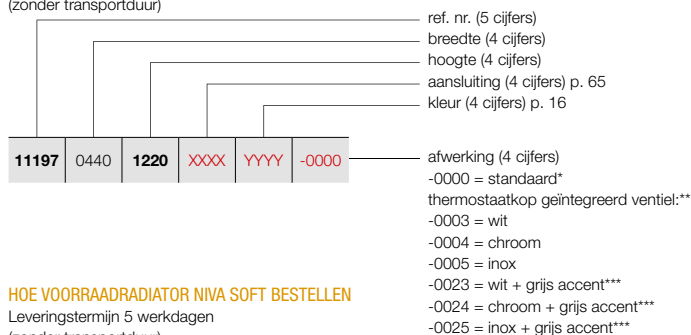 (zonder transportduur)
ref. nr. (5 cijfers)
breedte (4 cijfers)
hoogte (4 cijfers)
aansluiting (4 cijfers) p. 65
kleur (4 cijfers) p. 16
11197 0440 1220 XXXX YYYY -0000
afwerking (4 cijfers)
-0000 = standaard*
thermostaatkop geïntegreerd ventiel:**
-0003 = wit
-0004 = chroom
-0005 = inox
-0023 = wit + grijs accent***
-0024 = chroom + grijs accent***
-0025 = inox + grijs accent***
HOE VOORRAADRADIATOR NIVA SOFT BESTELLEN
Leveringstermijn 5 werkdagen
(zonder transportduur)